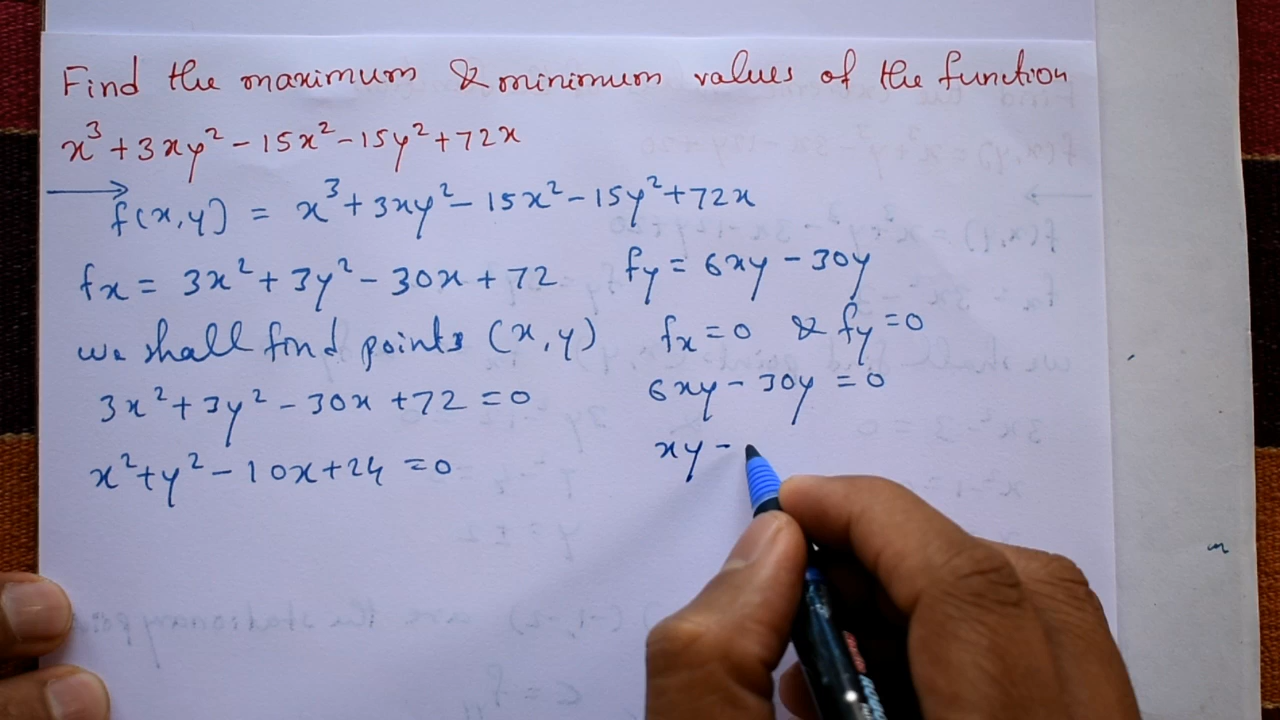 Find the maximum & minimum values of the function
x³+3xy²-15x²-15y²+72x
f(x,y) = x³+3xy²-15x²-15y²+72x
fx = 3x²+3y²-30x+72 fy = 6xy-30y
we shall find points (x,y) fx=0 & fy=0
3x²+3y²-30x+72=0 6xy-30y=0
x²+y²-10x+24=0 xy-